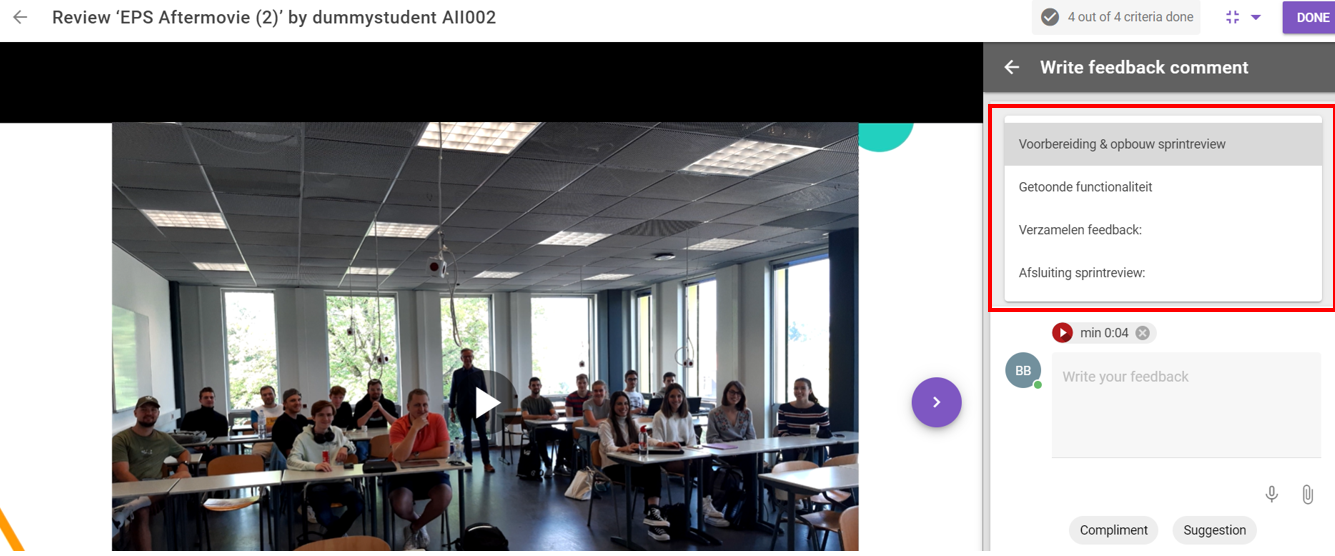 Review ‘EPS Aftermovie (2)’ by dummystudent AII002
4 out of 4 criteria done
DONE
Write feedback comment
Voorbereiding & opbouw sprintreview
Getoonde functionaliteit
Verzamelen feedback:
Afsluiting sprintreview:
min 0:04
BB
Write your feedback
Compliment
Suggestion